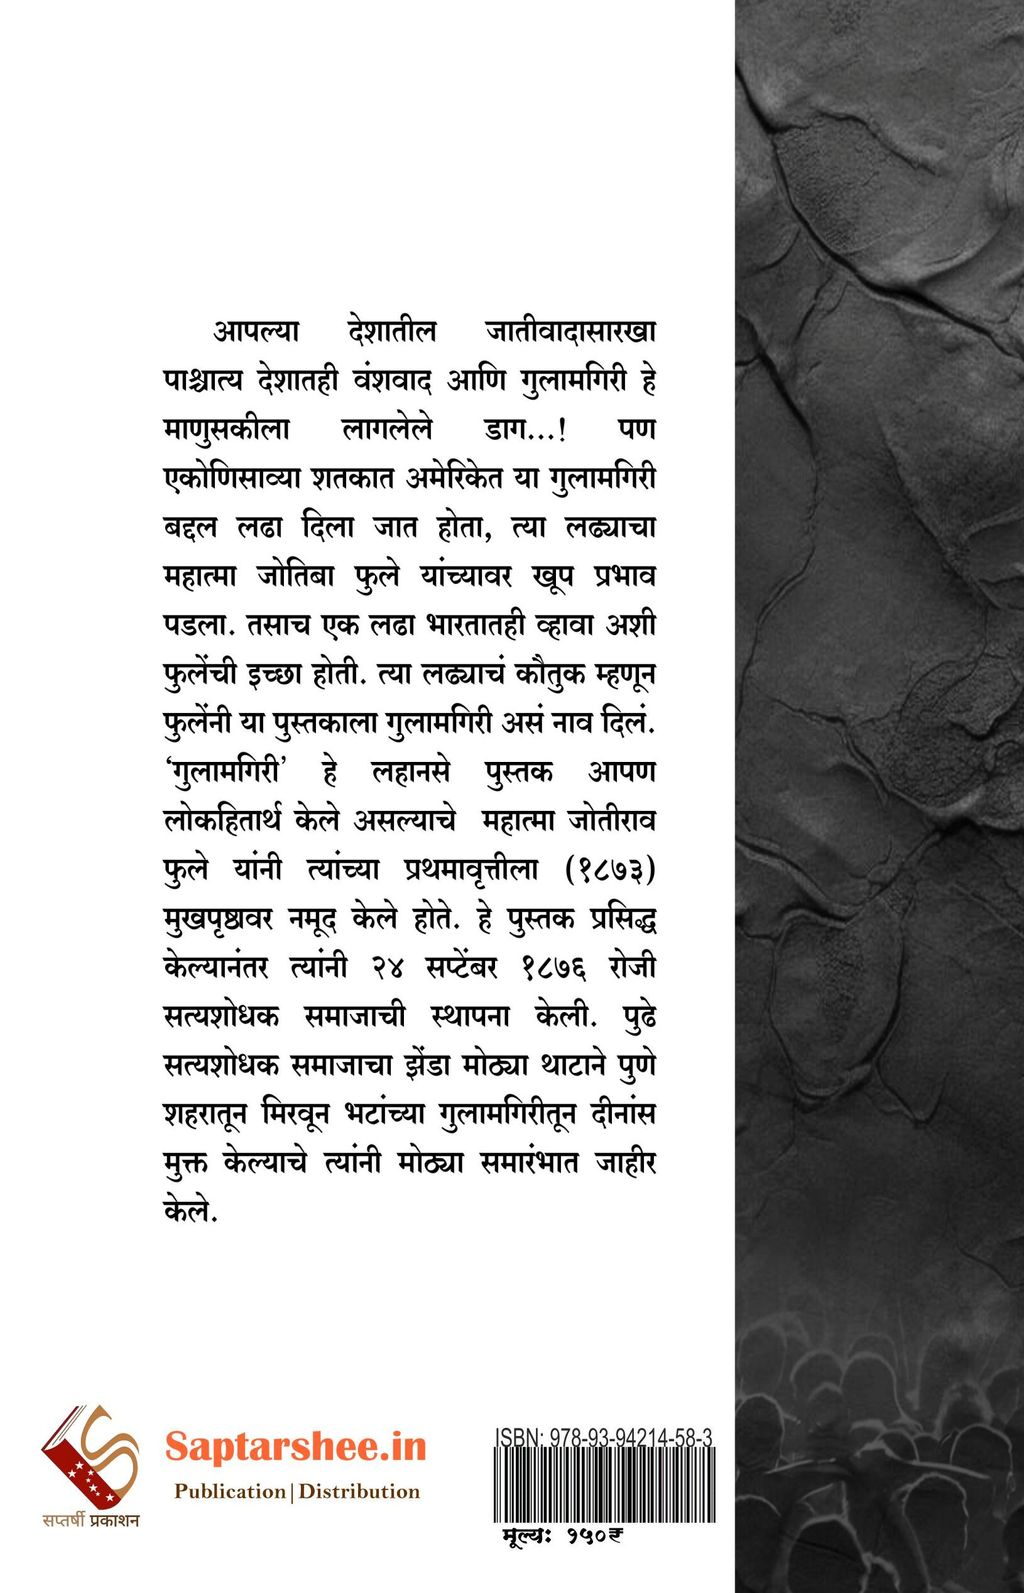 आपल्या देशातील जातीवादासारखा
पाश्चात्य देशातही वंशवाद आणि गुलामगिरी हे
माणुसकीला लागलेले डाग...! पण
एकोणिसाव्या शतकात अमेरिकेत या गुलामगिरी
बद्दल लढा दिला जात होता, त्या लढ्याचा
महात्मा जोतिबा फुले यांच्यावर खूप प्रभाव
पडला. तसाच एक लढा भारतातही व्हावा अशी
फुलेंची इच्छा होती. त्या लढ्याचं कौतुक म्हणून
फुलेंनी या पुस्तकाला गुलामगिरी असं नाव दिलं.
‘गुलामगिरी’ हे लहानसे पुस्तक आपण
लोकहितार्थ केले असल्याचे महात्मा जोतीराव
फुले यांनी त्यांच्या प्रथमावृत्तीला (१८७३)
मुखपृष्ठावर नमूद केले होते. हे पुस्तक प्रसिद्ध
केल्यानंतर त्यांनी २४ सप्टेंबर १८७६ रोजी
सत्यशोधक समाजाची स्थापना केली. पुढे
सत्यशोधक समाजाचा झेंडा मोठ्या थाटाने पुणे
शहरातून मिरवून भटांच्या गुलामगिरीतून दीनांस
मुक्त केल्याचे त्यांनी मोठ्या समारंभात जाहीर
केले.
Saptarshee.in
Publication|Distribution
सप्तर्षी प्रकाशन
ISBN: 978-93-94214-58-3
मूल्यः १५०₹